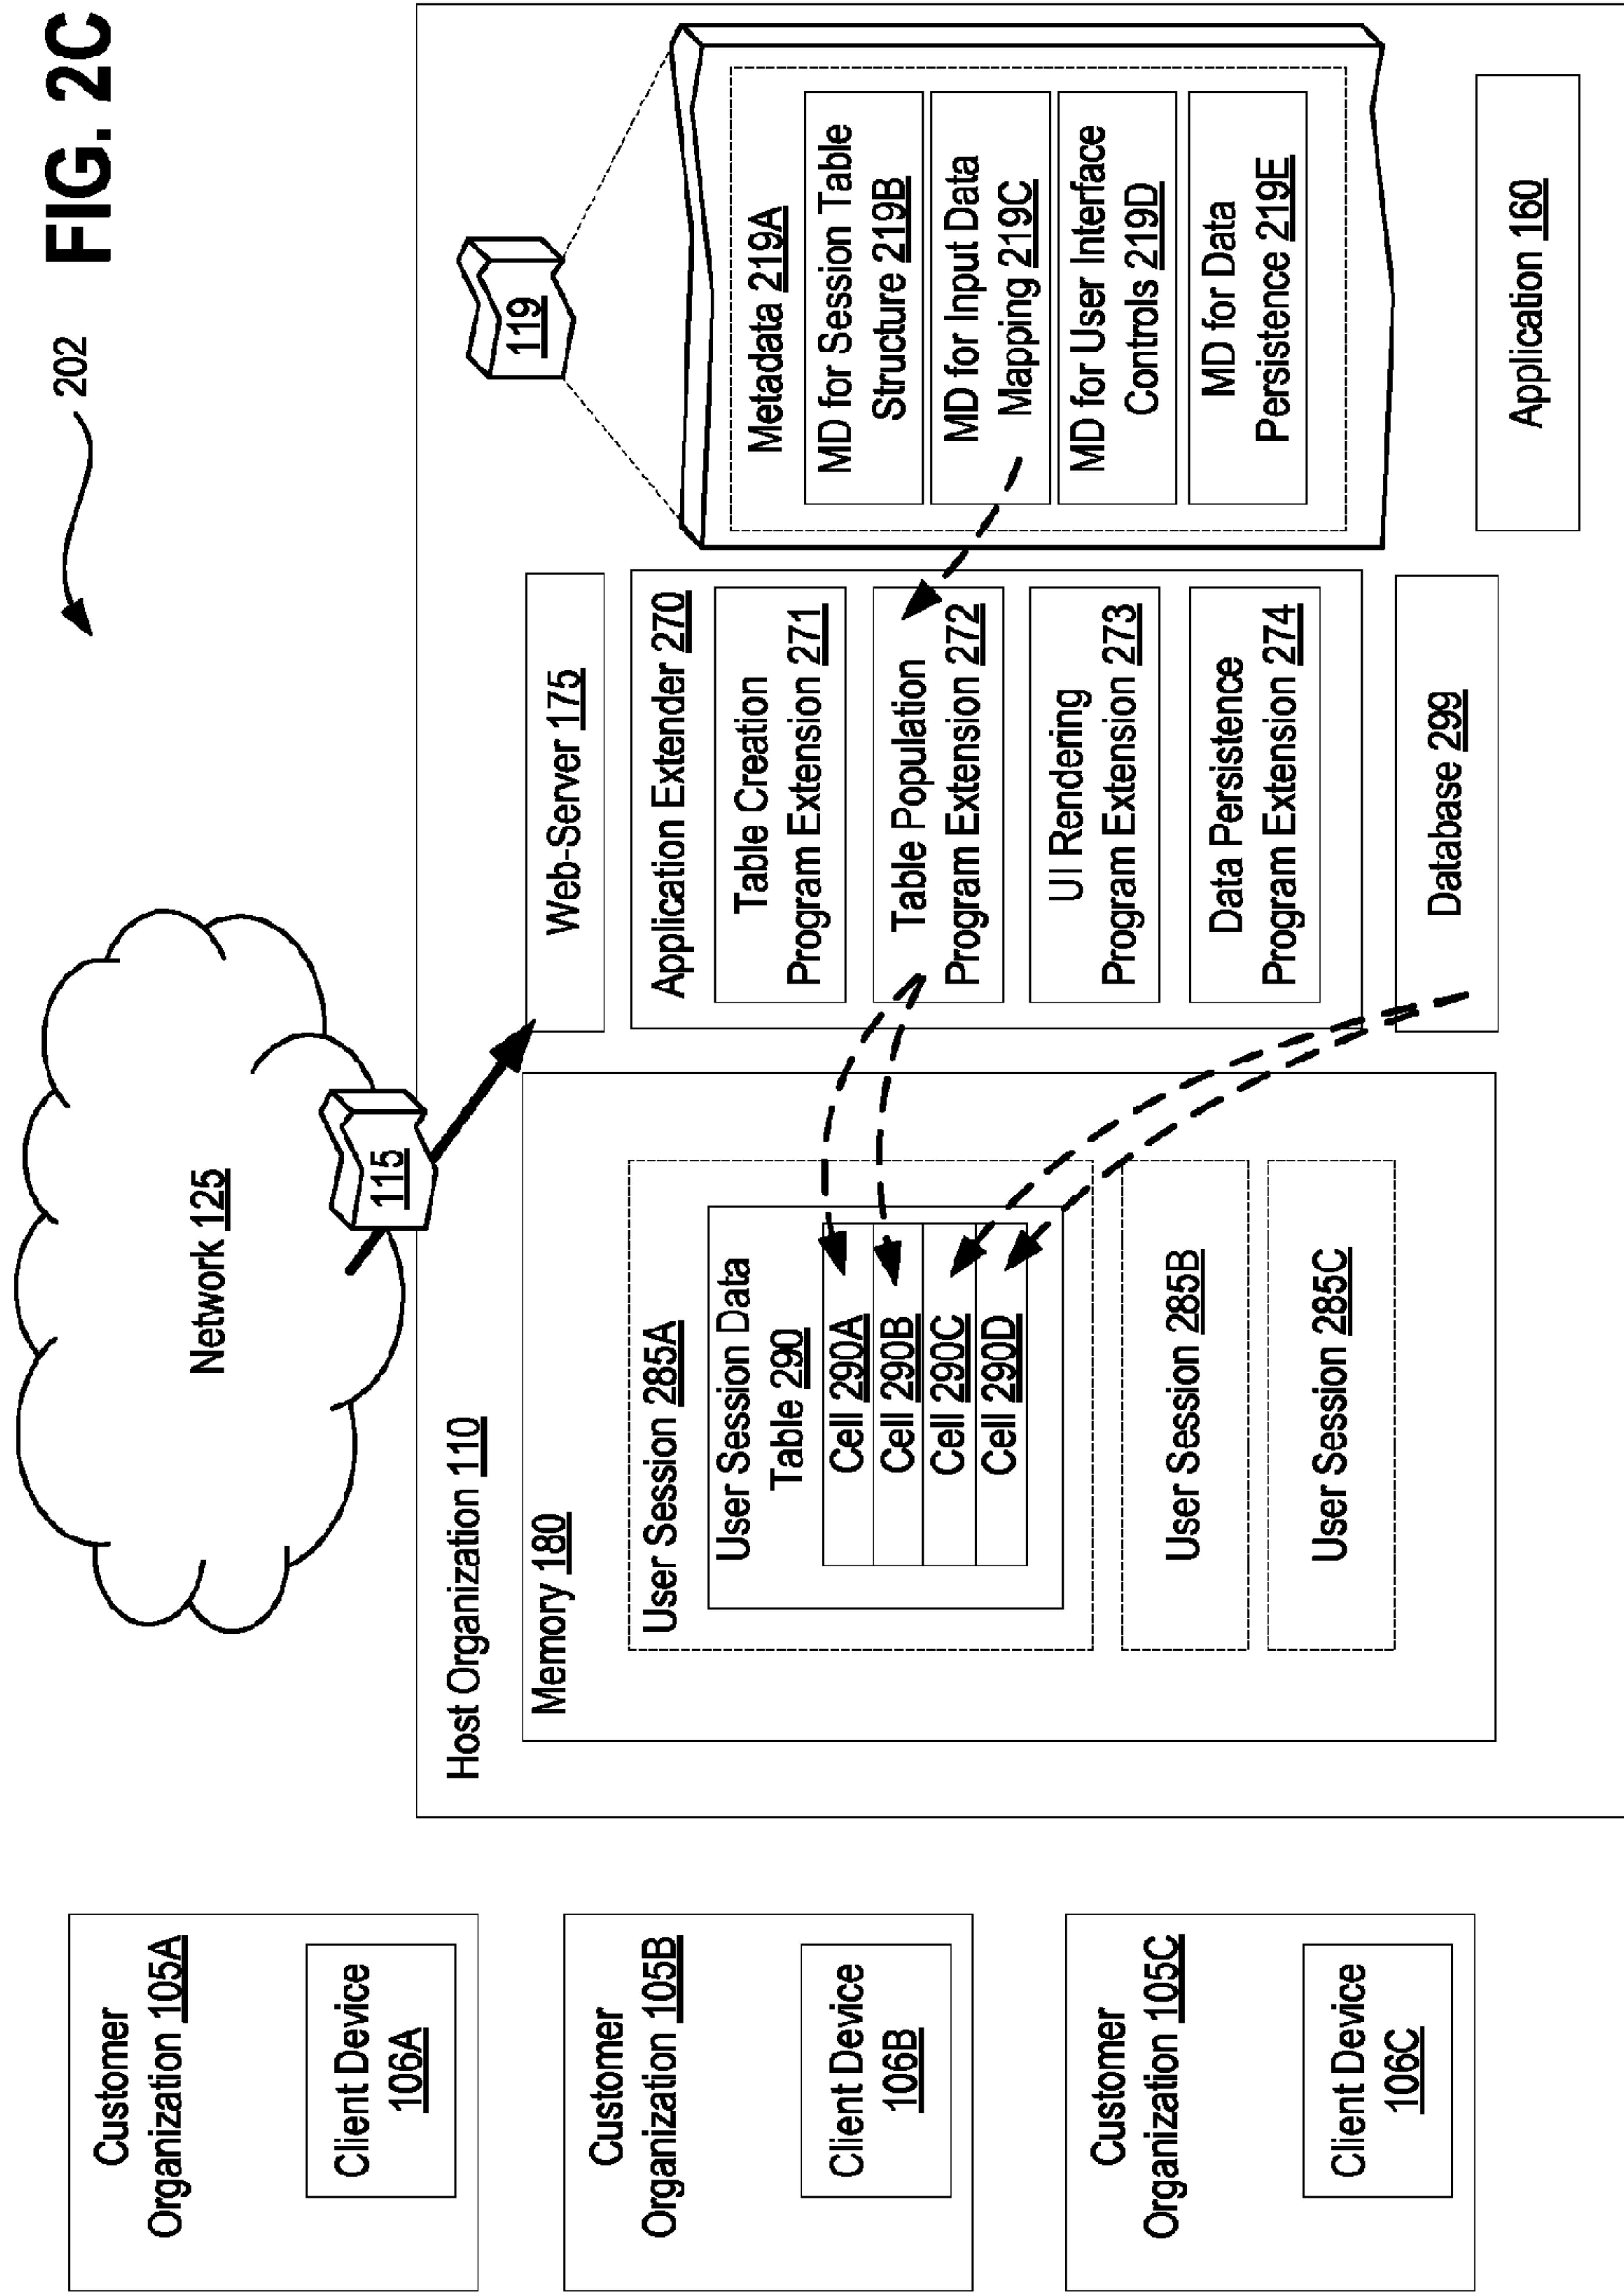 202
FIG. 2C
Network 125
115
Customer
Organization 105A
Client Device
106A
Customer
Organization 105B
Client Device
106B
Customer
Organization 105C
Client Device
106C
Host Organization 110
Memory 180
User Session 285A
User Session Data
Table 290
Cell 290A
Cell 290B
Cell 290C
Cell 290D
User Session 285B
User Session 285C
Web-Server 175
Application Extender 270
Table Creation
Program Extension 271
Table Population
Program Extension 272
UI Rendering
Program Extension 273
Data Persistence
Program Extension 274
Database 299
119
Metadata 219A
MD for Session Table
Structure 219B
MD for Input Data
Mapping 219C
MD for User Interface
Controls 219D
MD for Data
Persistence 219E
Application 160